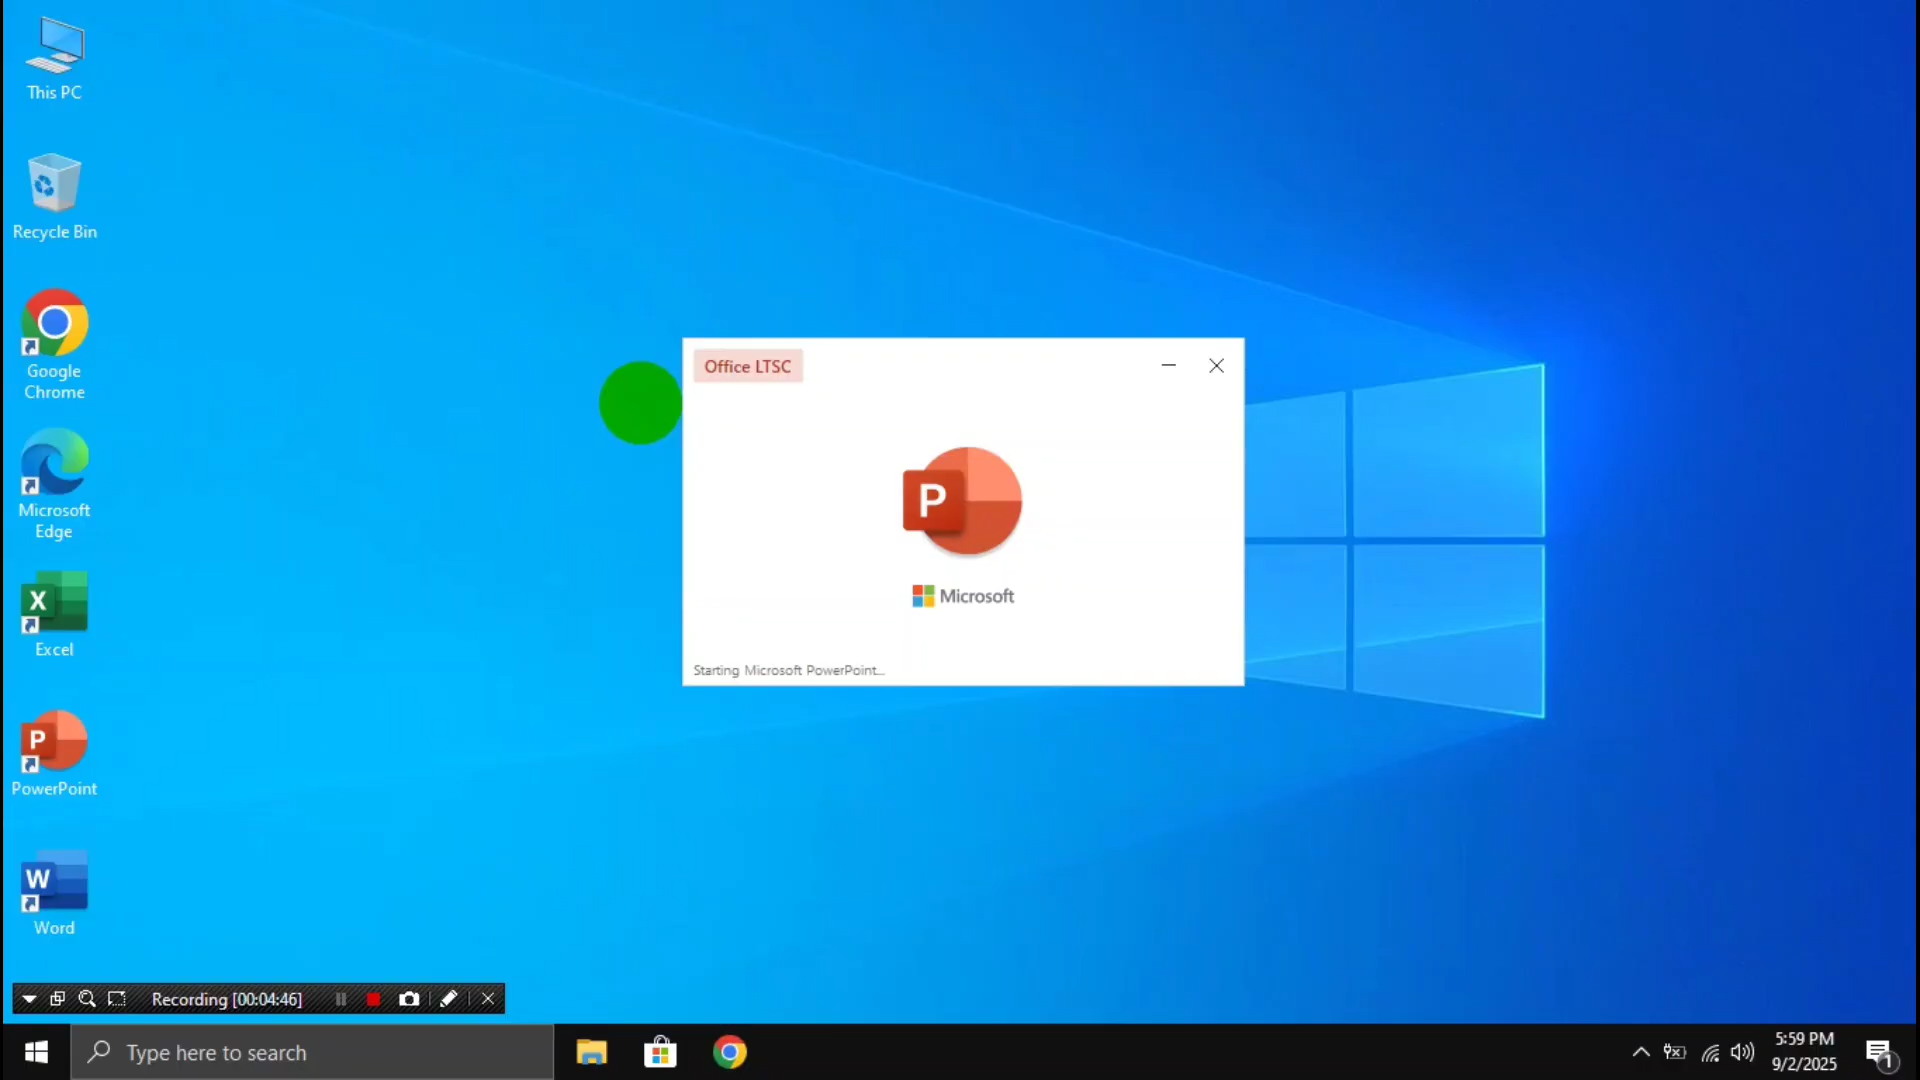 This PC
Recycle Bin
Google
Chrome
Microsoft
Edge
X
Excel
P
PowerPoint
W
Word
Office LTSC
P
Microsoft
Starting Microsoft PowerPoint...
Recording [00:04:46]
Type here to search
5:59 PM
9/2/2025
1